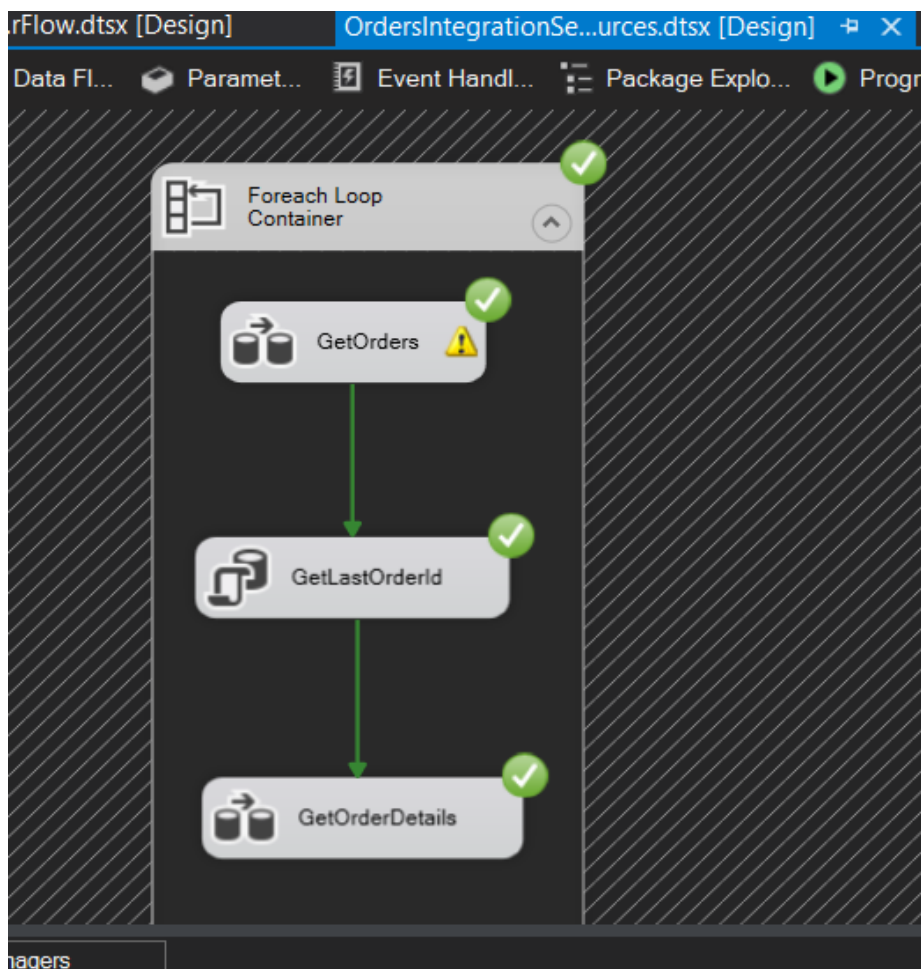 .rFlow.dtsx [Design] OrdersIntegrationSe...urces.dtsx [Design]
Data Fl... Paramet... Event Handl... Package Explo... Progr
Foreach Loop
Container
GetOrders
GetLastOrderId
GetOrderDetails
nagers